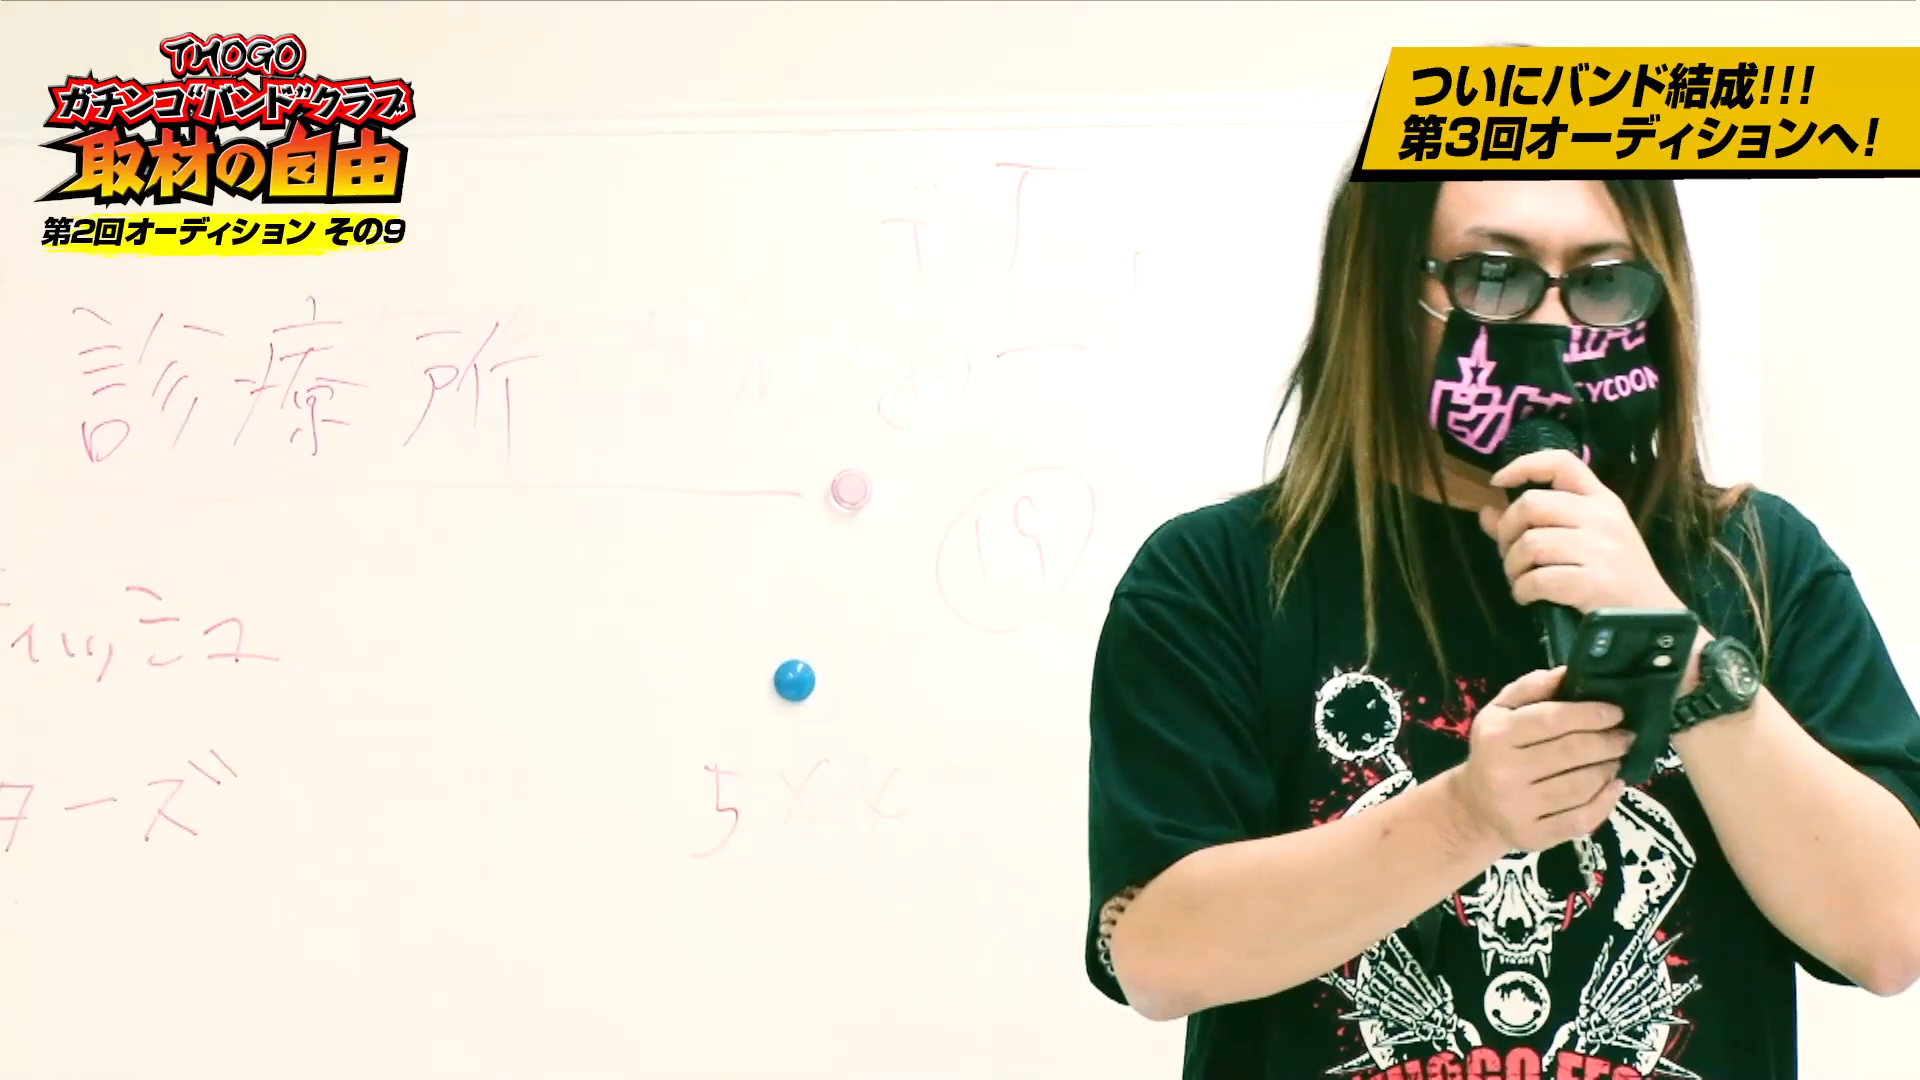 THOGO
ガチンコ"バンド"クラブ
取材の自由
第2回オーディション その9
ついにバンド結成!!!
第3回オーディションへ!
診療所
19
ィッシュ
ターズ
5××
YCOON